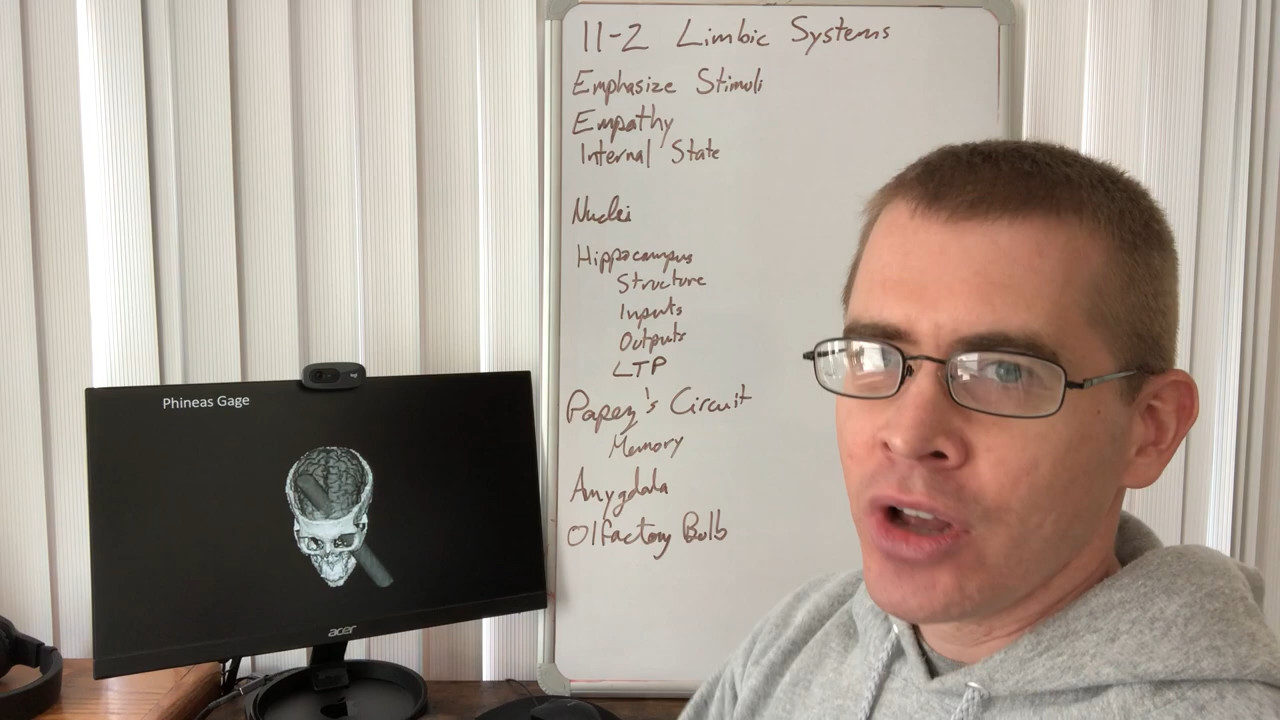 11-2 Limbic Systems
Emphasize Stimuli
Empathy
Internal State
Nuclei
Hippocampus
Structure
Inputs
Outputs
LTP
Papez's Circuit
Memory
Amygdala
Olfactory Bulb
Phineas Gage
acer
logi